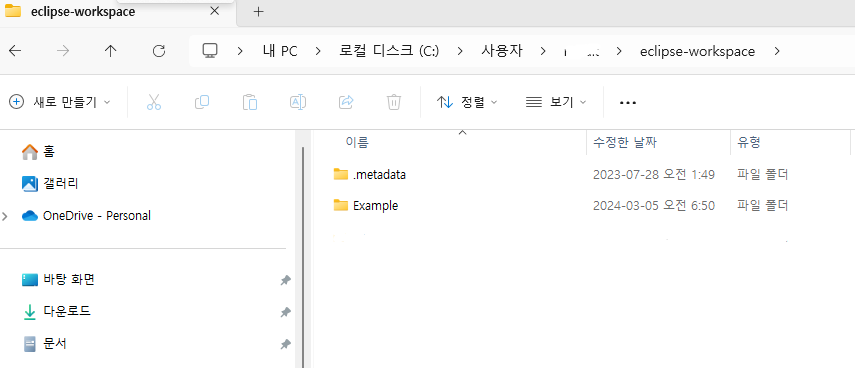 eclipse-workspace
내 PC 로컬 디스크 (C:) 사용자 eclipse-workspace
새로 만들기 정렬 보기
이름 수정한 날짜 유형
홈
.metadata 2023-07-28 오전 1:49 파일 폴더
갤러리
Example 2024-03-05 오전 6:50 파일 폴더
OneDrive - Personal
바탕 화면
다운로드
문서